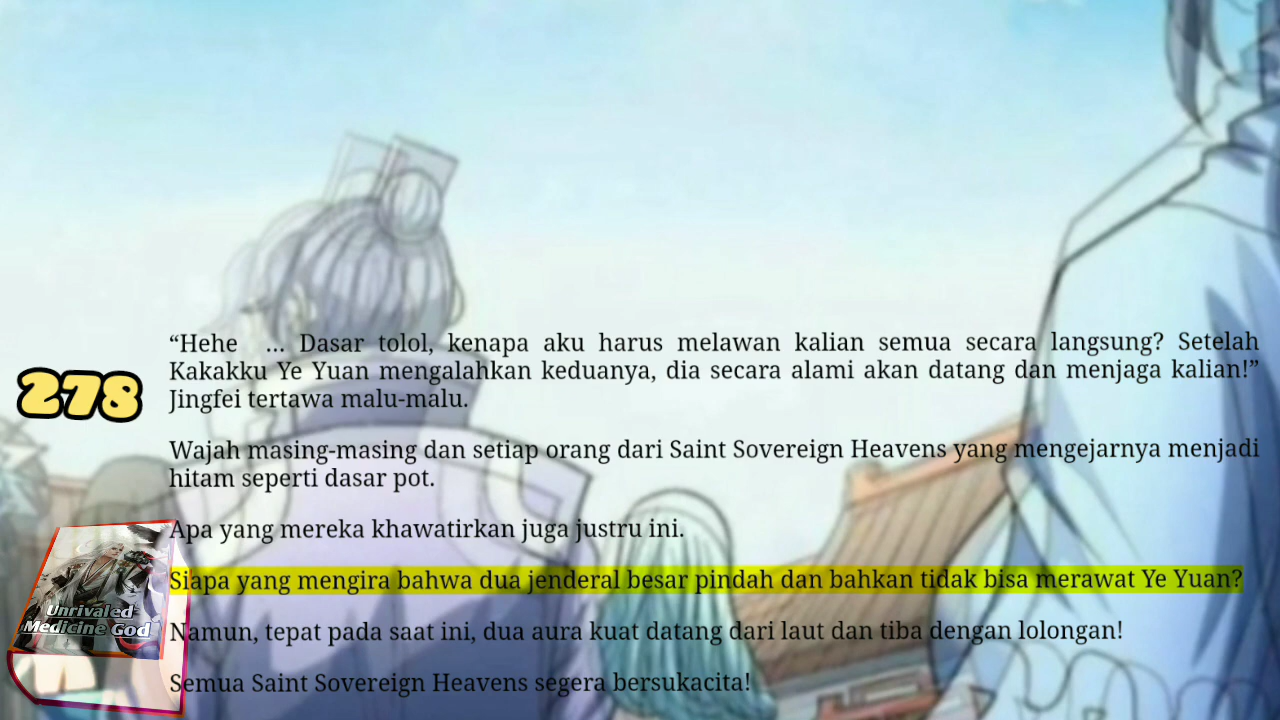 “Hehe … Dasar tolol, kenapa aku harus melawan kalian semua secara langsung? Setelah
Kakakku Ye Yuan mengalahkan keduanya, dia secara alami akan datang dan menjaga kalian!”
Jingfei tertawa malu-malu.
278
Wajah masing-masing dan setiap orang dari Saint Sovereign Heavens yang mengejarnya menjadi
hitam seperti dasar pot.
Apa yang mereka khawatirkan juga justru ini.
Siapa yang mengira bahwa dua jenderal besar pindah dan bahkan tidak bisa merawat Ye Yuan?
Unrivaled
Medicine God
Namun, tepat pada saat ini, dua aura kuat datang dari laut dan tiba dengan lolongan!
Semua Saint Sovereign Heavens segera bersukacita!